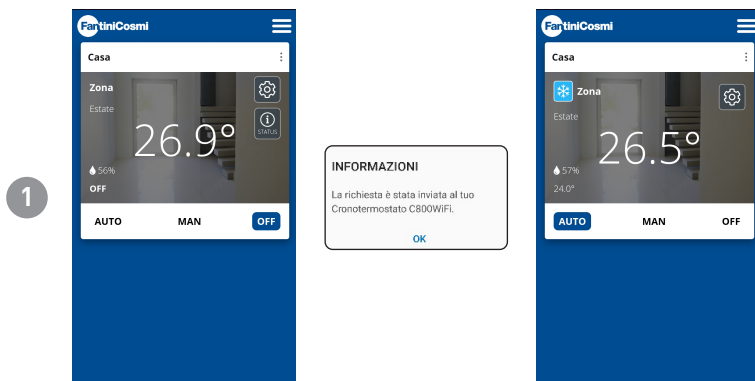 1
FantiniCosmi
Casa
Zona
Estate
26.9°
STATUS
56%
OFF
AUTO MAN OFF
INFORMAZIONI
La richiesta è stata inviata al tuo
Cronotermostato C800WiFi.
OK
FantiniCosmi
Casa
Zona
Estate
26.5°
57%
24.0°
AUTO MAN OFF